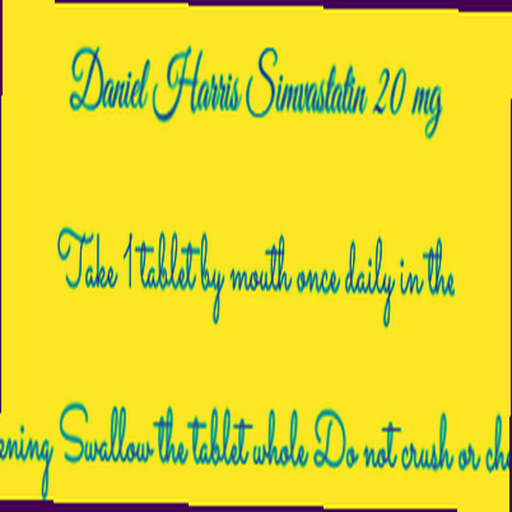 Daniel Harris Simvastatin 20 mg
Take 1 tablet by mouth once daily in the
Swallow the tablet whole Do not crush or